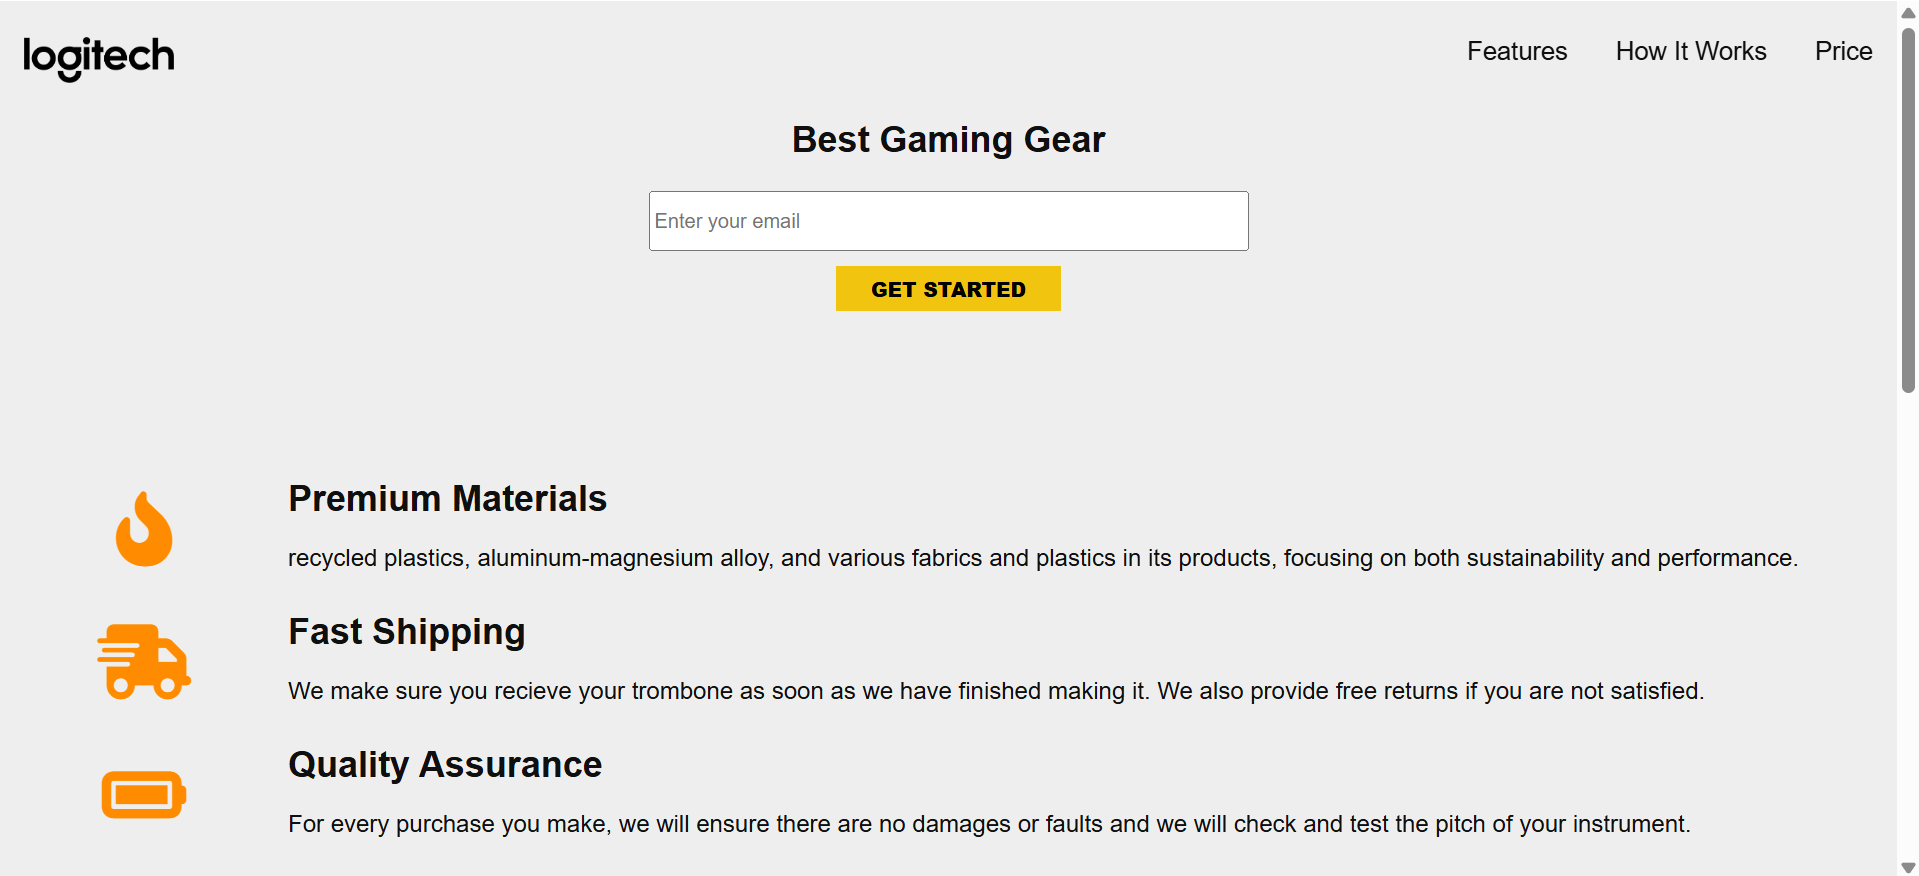 logitech
Features How It Works Price
Best Gaming Gear
Enter your email
GET STARTED
Premium Materials
recycled plastics, aluminum-magnesium alloy, and various fabrics and plastics in its products, focusing on both sustainability and performance.
Fast Shipping
We make sure you recieve your trombone as soon as we have finished making it. We also provide free returns if you are not satisfied.
Quality Assurance
For every purchase you make, we will ensure there are no damages or faults and we will check and test the pitch of your instrument.